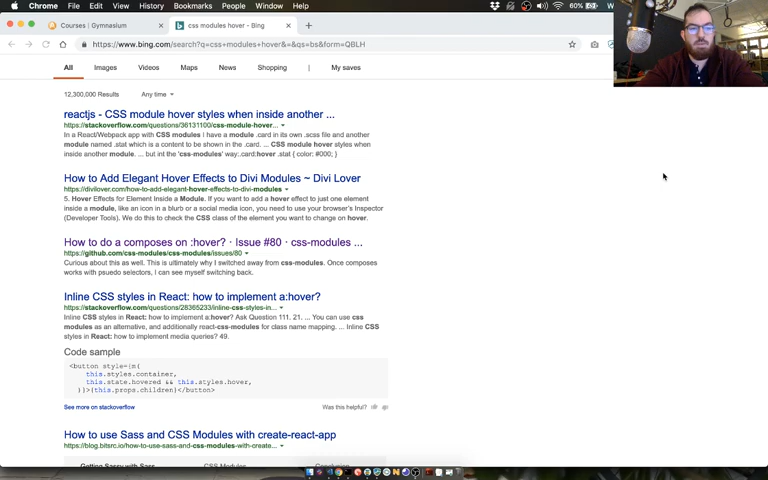 Chrome File Edit View History Bookmarks People Window Help 60%
Courses | Gymnasium × css modules hover - Bing × +
https://www.bing.com/search?q=css+modules+hover&=&qs=bs&form=QBLH
All Images Videos Maps News Shopping | My saves
12,300,000 Results Any time
reactjs - CSS module hover styles when inside another ...
https://stackoverflow.com/questions/36131100/css-module-hover...
In a React/Webpack app with CSS modules I have a module .card in its own .scss file and another
module named .stat which is a content to be shown in the .card. ... CSS module hover styles when
inside another module. ... but int the 'css-modules' way:.card:hover .stat { color: #000; }
How to Add Elegant Hover Effects to Divi Modules ~ Divi Lover
https://divilover.com/how-to-add-elegant-hover-effects-to-divi-modules
5. Hover Effects for Element Inside a Module. If you want to add a hover effect to just one element
inside a module, like an icon in a blurb or a social media icon, you need to use your browser's Inspector
(Developer Tools). We do this to check the CSS class of the element you want to change on hover.
How to do a composes on :hover? · Issue #80 · css-modules ...
https://github.com/css-modules/css-modules/issues/80
Curious about this as well. This is ultimately why I switched away from css-modules. Once composes
works with psuedo selectors, I can see myself switching back.
Inline CSS styles in React: how to implement a:hover?
https://stackoverflow.com/questions/28365233/inline-css-styles-in...
Inline CSS styles in React: how to implement a:hover? Ask Question 111. 21. ... You can use css
modules as an alternative, and additionally react-css-modules for class name mapping. ... Inline CSS
styles in React: how to implement media queries? 49.
Code sample
<button style={m(
this.styles.container,
this.state.hovered && this.styles.hover,
)}>{this.props.children}</button>
See more on stackoverflow Was this helpful?
How to use Sass and CSS Modules with create-react-app
https://blog.bitsrc.io/how-to-use-sass-and-css-modules-with-create...
Getting Sassy with Sass CSS Modules Conclusion